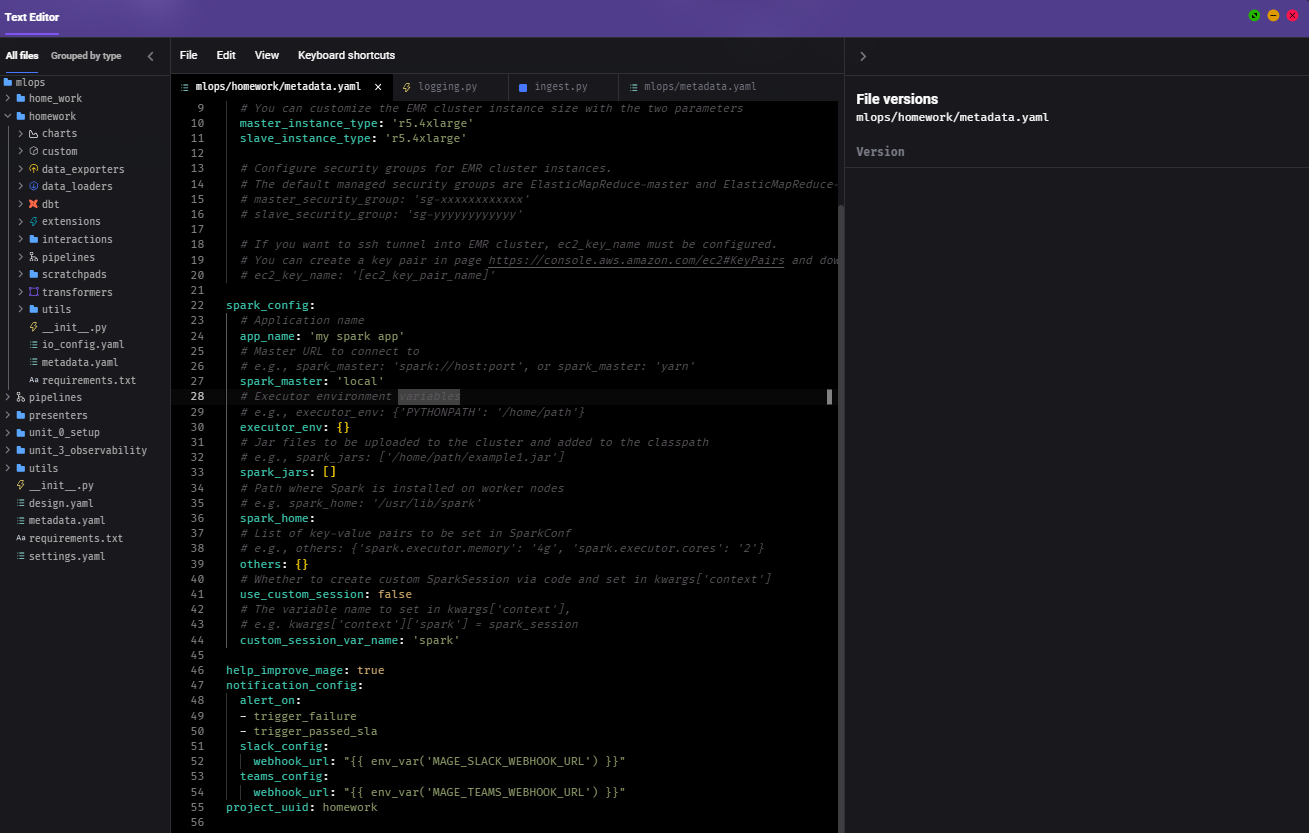 Text Editor
All files
Grouped by type
mlops
home_work
homework
charts
custom
data_exporters
data_loaders
dbt
extensions
interactions
pipelines
scratchpads
transformers
utils
__init__.py
io_config.yaml
metadata.yaml
Aa requirements.txt
pipelines
presenters
unit_0_setup
unit_3_observability
utils
__init__.py
design.yaml
metadata.yaml
Aa requirements.txt
settings.yaml
File Edit View Keyboard shortcuts
mlops/homework/metadata.yaml × logging.py ingest.py mlops/metadata.yaml
9 # You can customize the EMR cluster instance size with the two parameters
10 master_instance_type: 'r5.4xlarge'
11 slave_instance_type: 'r5.4xlarge'
12
13 # Configure security groups for EMR cluster instances.
14 # The default managed security groups are ElasticMapReduce-master and ElasticMapReduce-
15 # master_security_group: 'sg-xxxxxxxxxxxx'
16 # slave_security_group: 'sg-yyyyyyyyyyyy'
17
18 # If you want to ssh tunnel into EMR cluster, ec2_key_name must be configured.
19 # You can create a key pair in page https://console.aws.amazon.com/ec2#KeyPairs and dow
20 # ec2_key_name: '[ec2_key_pair_name]'
21
22 spark_config:
23 # Application name
24 app_name: 'my spark app'
25 # Master URL to connect to
26 # e.g., spark_master: 'spark://host:port', or spark_master: 'yarn'
27 spark_master: 'local'
28 # Executor environment variables
29 # e.g., executor_env: {'PYTHONPATH': '/home/path'}
30 executor_env: {}
31 # Jar files to be uploaded to the cluster and added to the classpath
32 # e.g., spark_jars: ['/home/path/example1.jar']
33 spark_jars: []
34 # Path where Spark is installed on worker nodes
35 # e.g. spark_home: '/usr/lib/spark'
36 spark_home:
37 # List of key-value pairs to be set in SparkConf
38 # e.g., others: {'spark.executor.memory': '4g', 'spark.executor.cores': '2'}
39 others: {}
40 # Whether to create custom SparkSession via code and set in kwargs['context']
41 use_custom_session: false
42 # The variable name to set in kwargs['context'],
43 # e.g. kwargs['context']['spark'] = spark_session
44 custom_session_var_name: 'spark'
45
46 help_improve_mage: true
47 notification_config:
48 alert_on:
49 - trigger_failure
50 - trigger_passed_sla
51 slack_config:
52 webhook_url: "{{ env_var('MAGE_SLACK_WEBHOOK_URL') }}"
53 teams_config:
54 webhook_url: "{{ env_var('MAGE_TEAMS_WEBHOOK_URL') }}"
55 project_uuid: homework
56
File versions
mlops/homework/metadata.yaml
Version